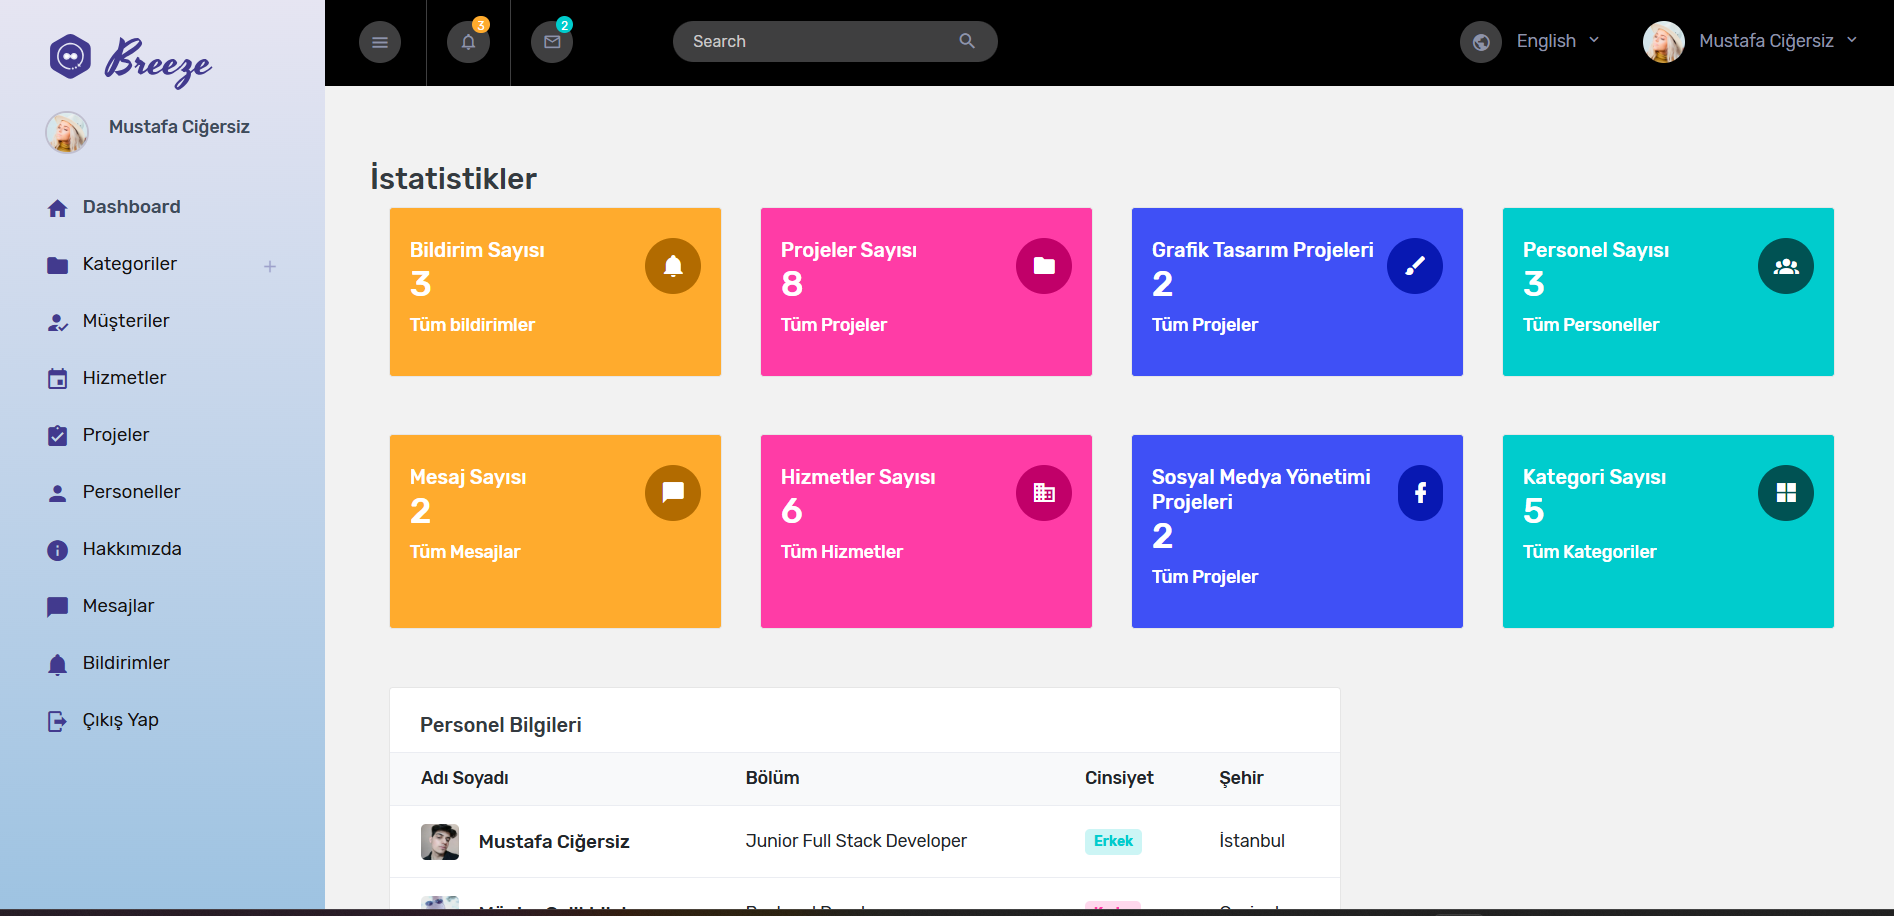 Breeze
Mustafa Ciğersiz
Dashboard
Kategoriler
Müşteriler
Hizmetler
Projeler
Personeller
Hakkımızda
Mesajlar
Bildirimler
Çıkış Yap
3
2
Search
English
Mustafa Ciğersiz
İstatistikler
Bildirim Sayısı
3
Tüm bildirimler
Projeler Sayısı
8
Tüm Projeler
Grafik Tasarım Projeleri
2
Tüm Projeler
Personel Sayısı
3
Tüm Personeller
Mesaj Sayısı
2
Tüm Mesajlar
Hizmetler Sayısı
6
Tüm Hizmetler
Sosyal Medya Yönetimi
Projeleri
2
Tüm Projeler
Kategori Sayısı
5
Tüm Kategoriler
Personel Bilgileri
Adı Soyadı Bölüm Cinsiyet Şehir
Mustafa Ciğersiz Junior Full Stack Developer Erkek İstanbul